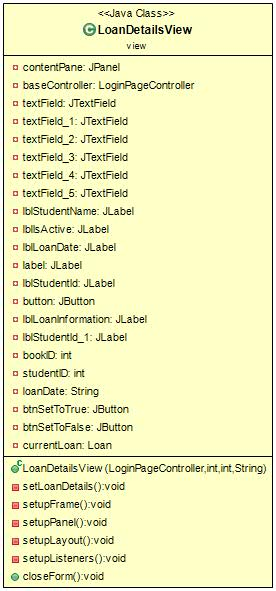 <<Java Class>>
LoanDetailsView
view
contentPane: JPanel
baseController: LoginPageController
textField: JTextField
textField_1: JTextField
textField_2: JTextField
textField_3: JTextField
textField_4: JTextField
textField_5: JTextField
lblStudentName: JLabel
lblIsActive: JLabel
lblLoanDate: JLabel
label: JLabel
lblStudentId: JLabel
button: JButton
lblLoanInformation: JLabel
lblStudentId_1: JLabel
bookID: int
studentID: int
loanDate: String
btnSetToTrue: JButton
btnSetToFalse: JButton
currentLoan: Loan
LoanDetailsView(LoginPageController,int,int,String)
setLoanDetails():void
setupFrame():void
setupPanel():void
setupLayout():void
setupListeners():void
closeForm():void